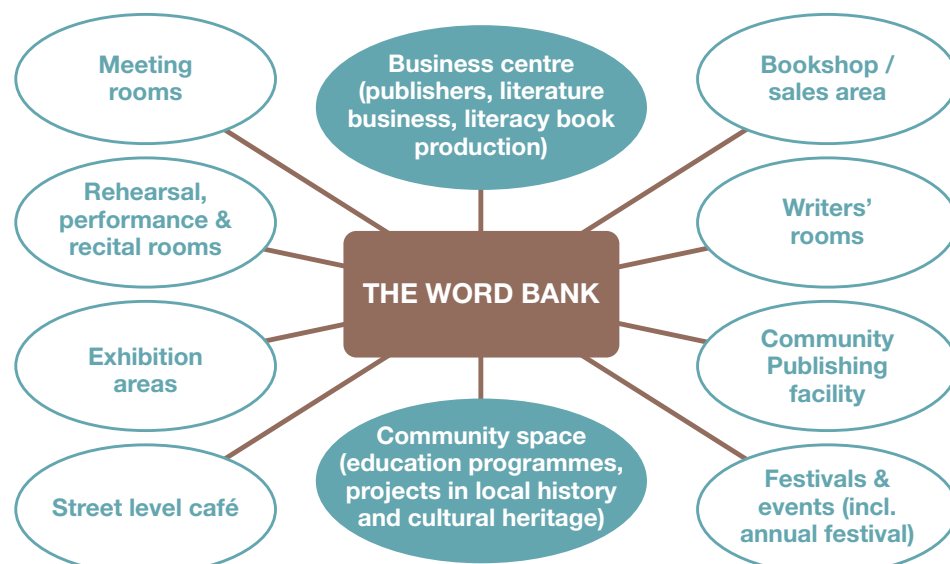 Meeting
rooms
Business centre
(publishers, literature
business, literacy book
production)
Bookshop /
sales area
Rehearsal,
performance &
recital rooms
Writers’
rooms
THE WORD BANK
Exhibition
areas
Community
Publishing
facility
Street level café
Community space
(education programmes,
projects in local history
and cultural heritage)
Festivals &
events (incl.
annual festival)